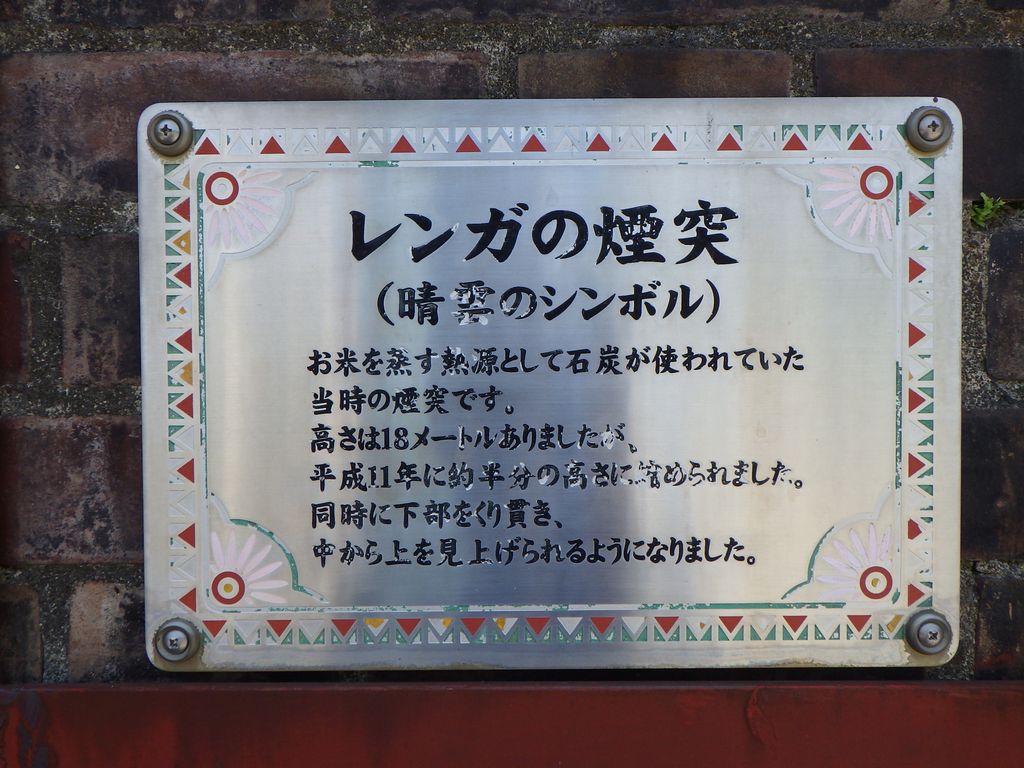 レンガの煙突
（晴雲のシンボル）
お米を蒸す熱源として石炭が使われていた
当時の煙突です。
高さは18メートルありましたが、
平成11年に約半分の高さに縮められました。
同時に下部をくり貫き、
中から上を見上げられるようになりました。